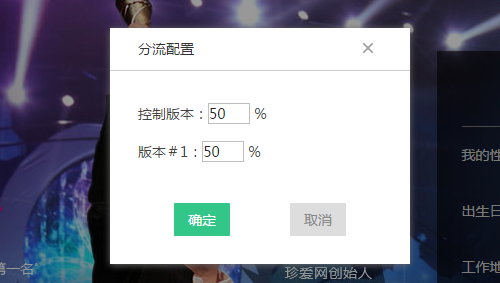 分流配置
控制版本：50 %
版本#1：50 %
确定
取消
我的性
出生日
工作地
第一名
珍爱网创始人